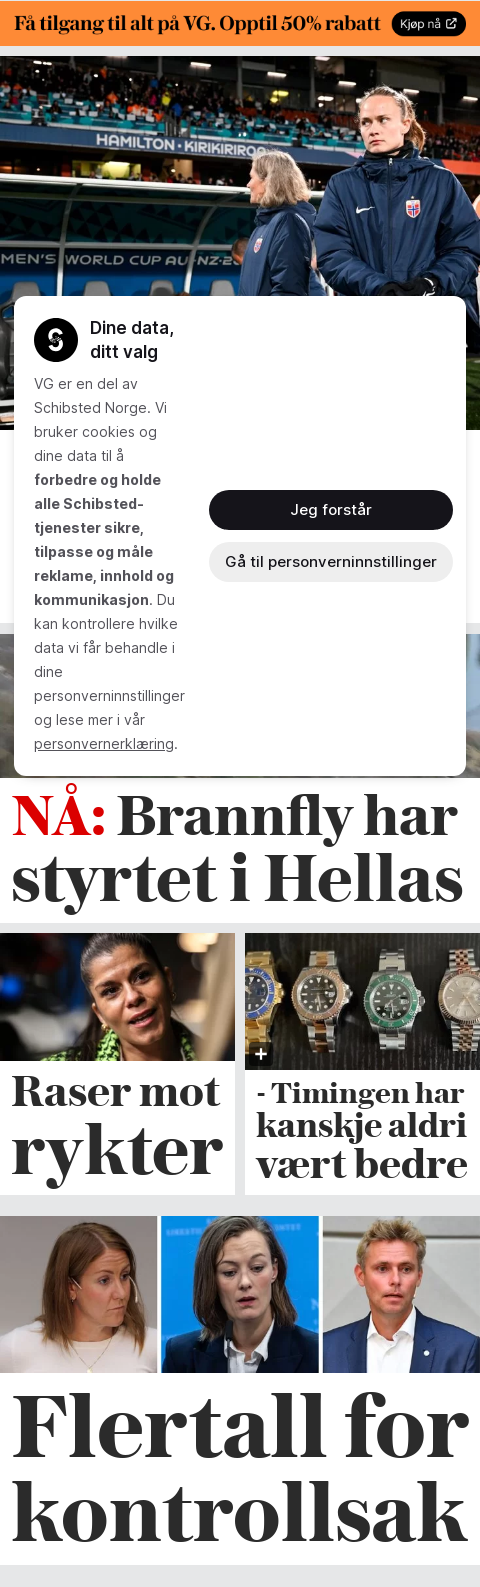 Få tilgang til alt på VG. Opptil 50% rabatt
Kjøp nå
HAMILTON · KIRIKIRIROA
MEN'S WORLD CUP AU·NZ·2
Dine data,
ditt valg
VG er en del av
Schibsted Norge. Vi
bruker cookies og
dine data til å
forbedre og holde
alle Schibsted-
tjenester sikre,
tilpasse og måle
reklame, innhold og
kommunikasjon. Du
kan kontrollere hvilke
data vi får behandle i
dine
personverninnstillinger
og lese mer i vår
personvernerklæring.
Jeg forstår
Gå til personverninnstillinger
NÅ: Brannfly har
styrtet i Hellas
Raser mot
rykter
- Timingen har
kanskje aldri
vært bedre
Flertall for
kontrollsak